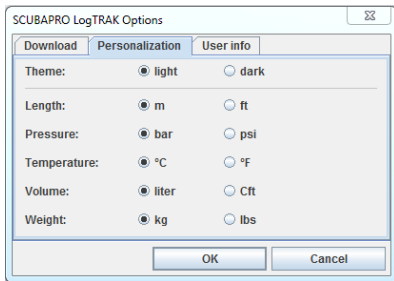 SCUBAPRO LogTRAK Options
Download Personalization User info
Theme: light dark
Length: m ft
Pressure: bar psi
Temperature: °C °F
Volume: liter Cft
Weight: kg lbs
OK Cancel